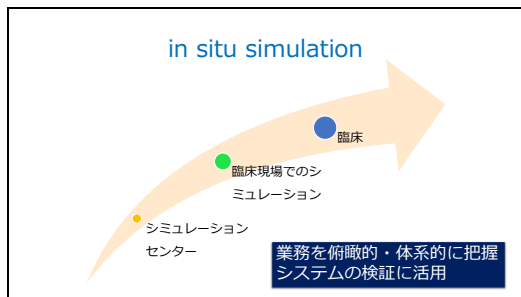 in situ simulation
臨床
臨床現場でのシ
ミュレーション
シミュレーション
センター
業務を俯瞰的・体系的に把握
システムの検証に活用